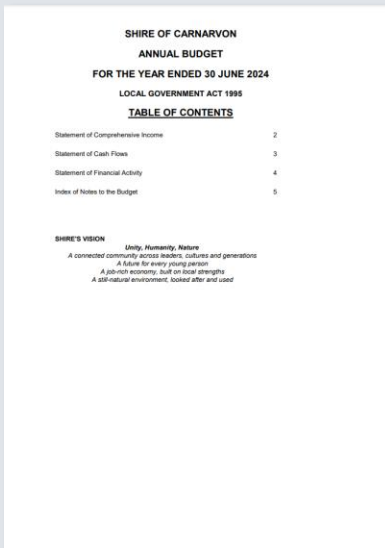 SHIRE OF CARNARVON
ANNUAL BUDGET
FOR THE YEAR ENDED 30 JUNE 2024
LOCAL GOVERNMENT ACT 1995
TABLE OF CONTENTS
Statement of Comprehensive Income 2
Statement of Cash Flows 3
Statement of Financial Activity 4
Index of Notes to the Budget 5
SHIRE'S VISION
Unity, Humanity, Nature
A connected community across leaders, cultures and generations
A future for every young person
A job-rich economy, built on local strengths
A still-natural environment, looked after and used